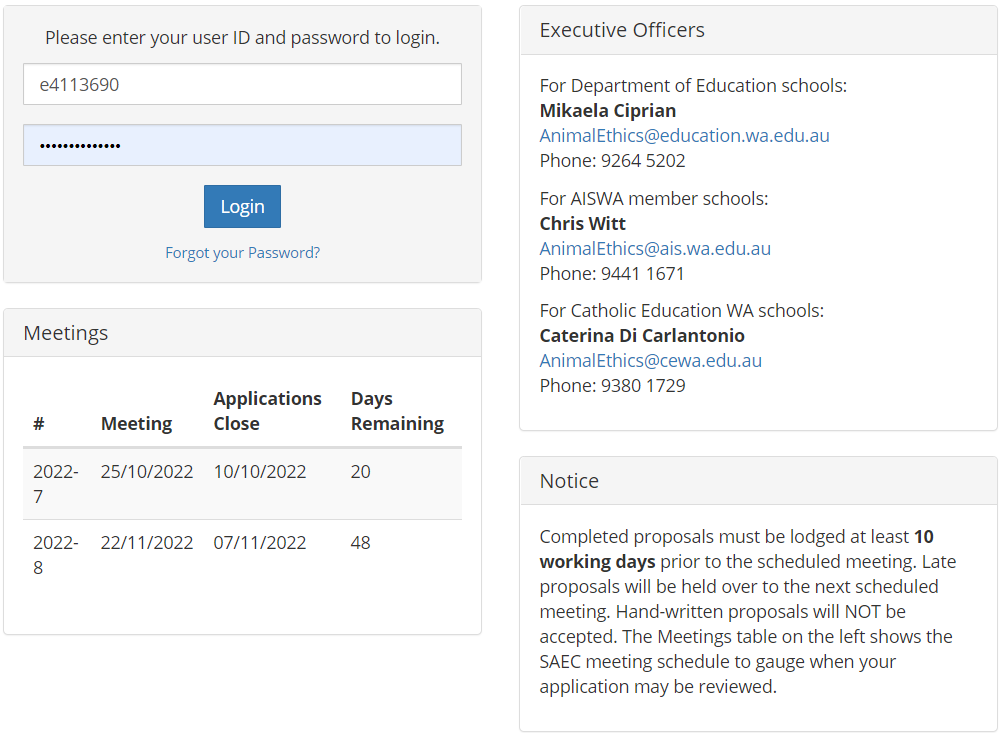 Please enter your user ID and password to login.
e4113690
••••••••••••••
Login
Forgot your Password?
Meetings
# Meeting Applications Close Days Remaining
2022-7 25/10/2022 10/10/2022 20
2022-8 22/11/2022 07/11/2022 48
Executive Officers
For Department of Education schools:
Mikaela Ciprian
AnimalEthics@education.wa.edu.au
Phone: 9264 5202
For AISWA member schools:
Chris Witt
AnimalEthics@ais.wa.edu.au
Phone: 9441 1671
For Catholic Education WA schools:
Caterina Di Carlantonio
AnimalEthics@cewa.edu.au
Phone: 9380 1729
Notice
Completed proposals must be lodged at least 10
working days prior to the scheduled meeting. Late
proposals will be held over to the next scheduled
meeting. Hand-written proposals will NOT be
accepted. The Meetings table on the left shows the
SAEC meeting schedule to gauge when your
application may be reviewed.